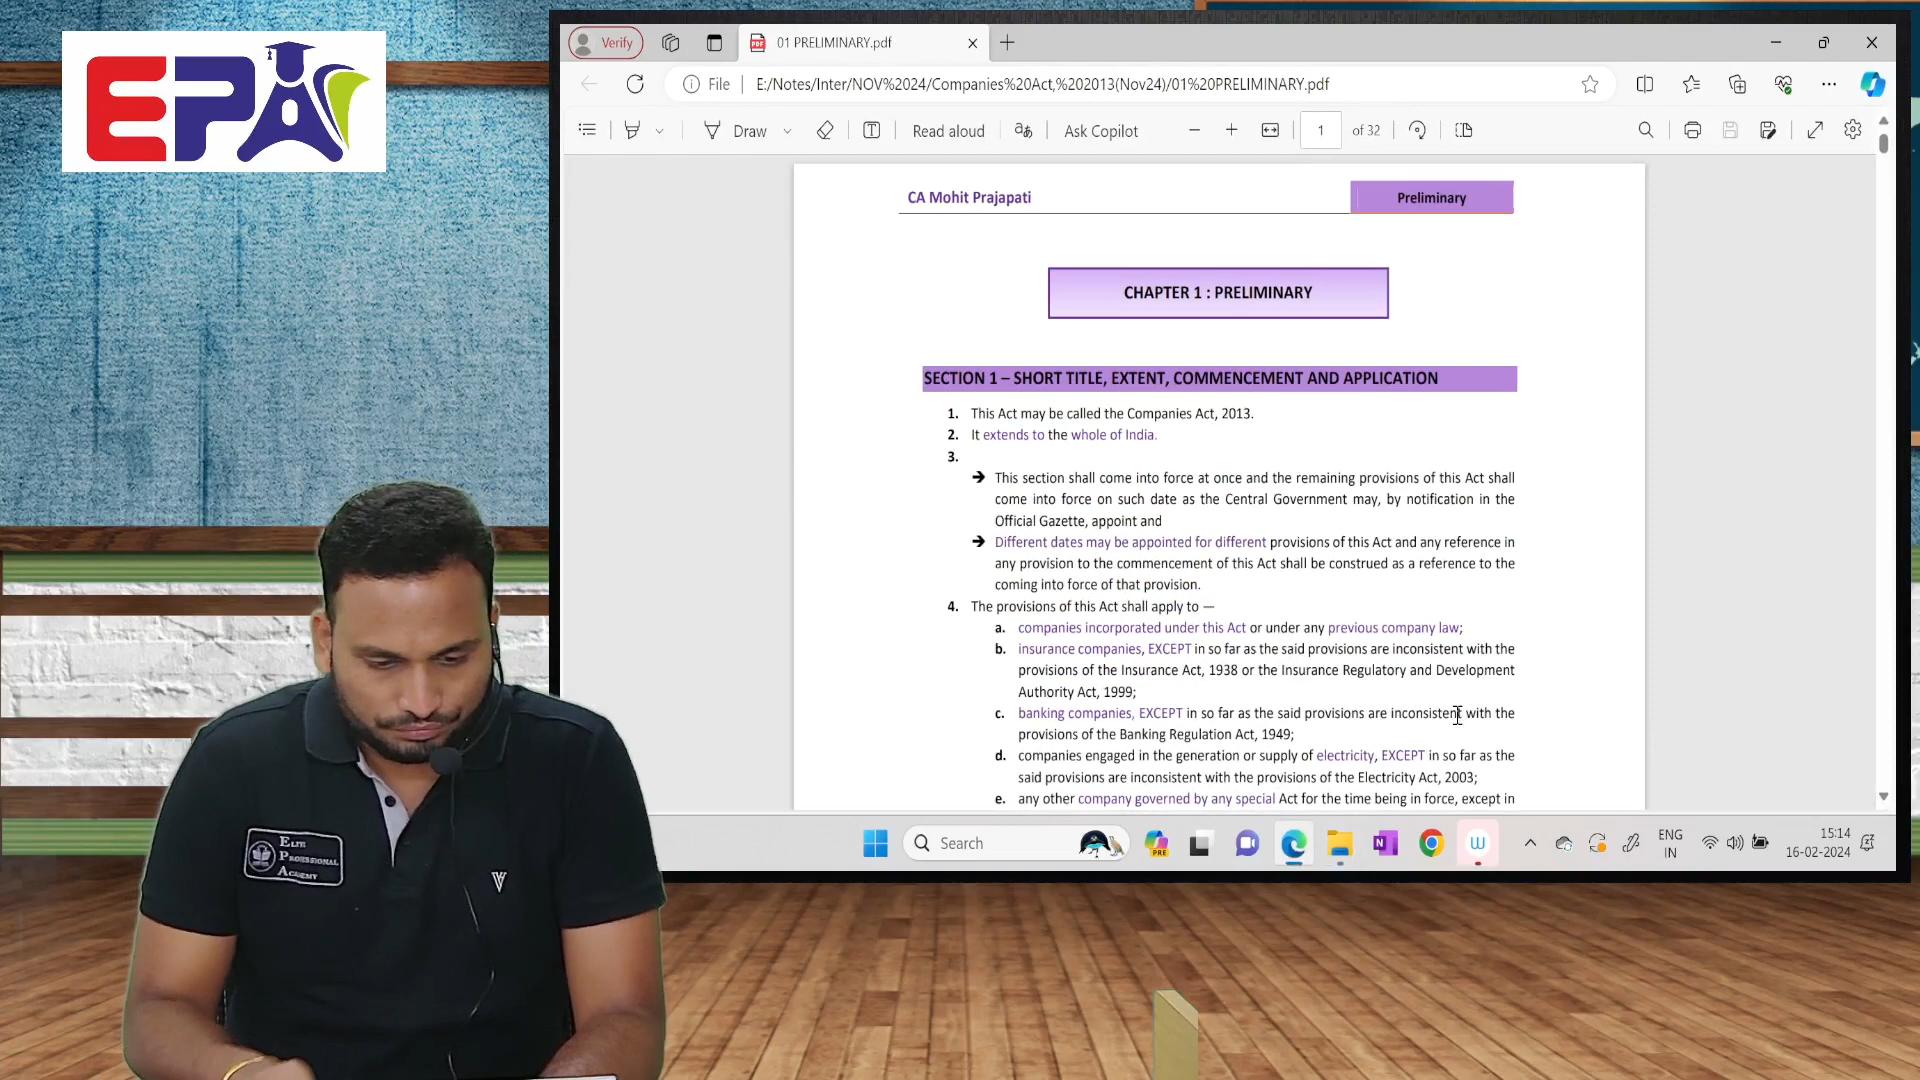 EPA
Verify
01 PRELIMINARY.pdf
File
E:/Notes/Inter/NOV%2024/Companies%20Act,%202013(Nov24)/01%20PRELIMINARY.pdf
Draw
Read aloud
aあ
Ask Copilot
1 of 32
CA Mohit Prajapati
Preliminary
CHAPTER 1 : PRELIMINARY
SECTION 1 – SHORT TITLE, EXTENT, COMMENCEMENT AND APPLICATION
1. This Act may be called the Companies Act, 2013.
2. It extends to the whole of India.
3.
➔ This section shall come into force at once and the remaining provisions of this Act shall
come into force on such date as the Central Government may, by notification in the
Official Gazette, appoint and
➔ Different dates may be appointed for different provisions of this Act and any reference in
any provision to the commencement of this Act shall be construed as a reference to the
coming into force of that provision.
4. The provisions of this Act shall apply to —
a. companies incorporated under this Act or under any previous company law;
b. insurance companies, EXCEPT in so far as the said provisions are inconsistent with the
provisions of the Insurance Act, 1938 or the Insurance Regulatory and Development
Authority Act, 1999;
c. banking companies, EXCEPT in so far as the said provisions are inconsistent with the
provisions of the Banking Regulation Act, 1949;
d. companies engaged in the generation or supply of electricity, EXCEPT in so far as the
said provisions are inconsistent with the provisions of the Electricity Act, 2003;
e. any other company governed by any special Act for the time being in force, except in
Search
PRE
N
W
ENG
IN
15:14
16-02-2024
ELITE
PROFESSIONAL
ACADEMY